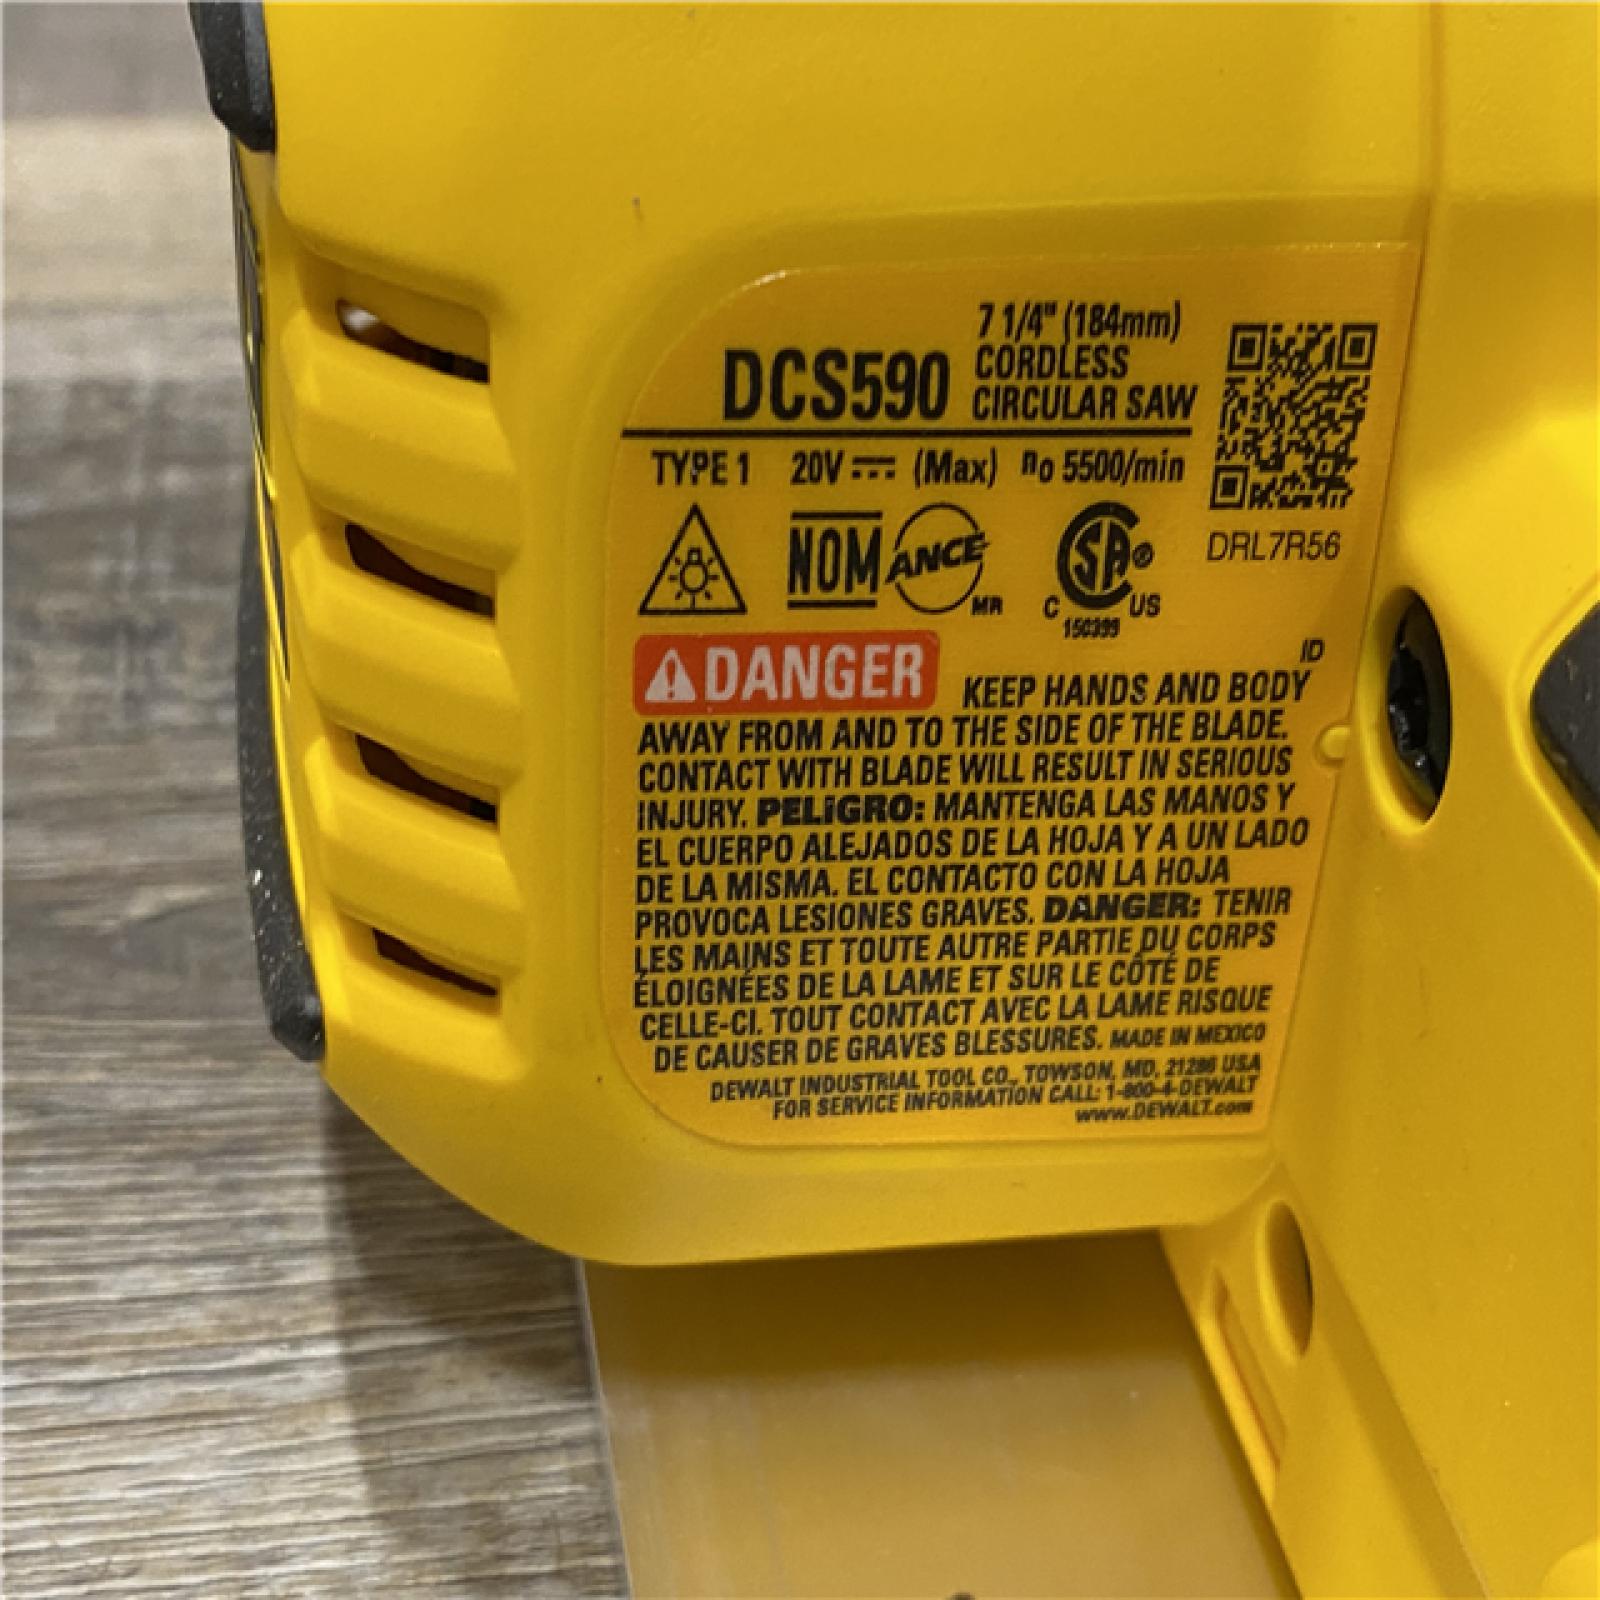 7 1/4" (184mm)
DCS590 CORDLESS
CIRCULAR SAW
TYPE 1 20V (Max) no 5500/min
DRL7R56
NOM ANCE MR
SA ® C US
150399
ID
DANGER KEEP HANDS AND BODY
AWAY FROM AND TO THE SIDE OF THE BLADE.
CONTACT WITH BLADE WILL RESULT IN SERIOUS
INJURY. PELIGRO: MANTENGA LAS MANOS Y
EL CUERPO ALEJADOS DE LA HOJA Y A UN LADO
DE LA MISMA. EL CONTACTO CON LA HOJA
PROVOCA LESIONES GRAVES. DANGER: TENIR
LES MAINS ET TOUTE AUTRE PARTIE DU CORPS
ÉLOIGNÉES DE LA LAME ET SUR LE CÔTÉ DE
CELLE-CI. TOUT CONTACT AVEC LA LAME RISQUE
DE CAUSER DE GRAVES BLESSURES. MADE IN MEXICO
DEWALT INDUSTRIAL TOOL CO., TOWSON, MD, 21286 USA
FOR SERVICE INFORMATION CALL: 1-800-4-DEWALT
www.DEWALT.com